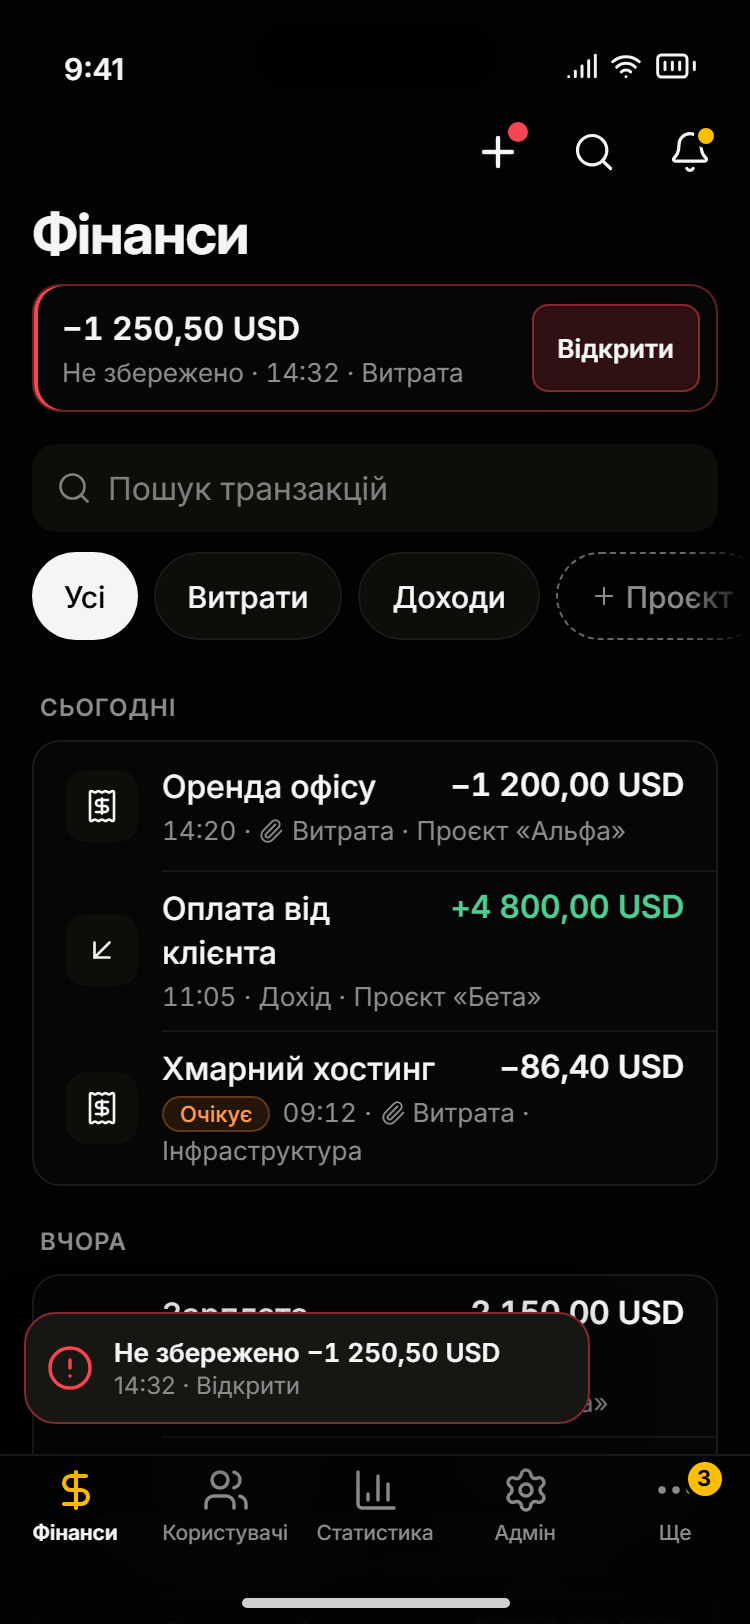 9:41
Фінанси
−1 250,50 USD
Не збережено · 14:32 · Витрата
Відкрити
Пошук транзакцій
Усі
Витрати
Доходи
+ Проєкт
СЬОГОДНІ
Оренда офісу
−1 200,00 USD
14:20 · Витрата · Проєкт «Альфа»
Оплата від
клієнта
+4 800,00 USD
11:05 · Дохід · Проєкт «Бета»
Хмарний хостинг
−86,40 USD
Очікує 09:12 · Витрата ·
Інфраструктура
ВЧОРА
Не збережено −1 250,50 USD
14:32 · Відкрити
Фінанси
Користувачі
Статистика
Адмін
3
Ще